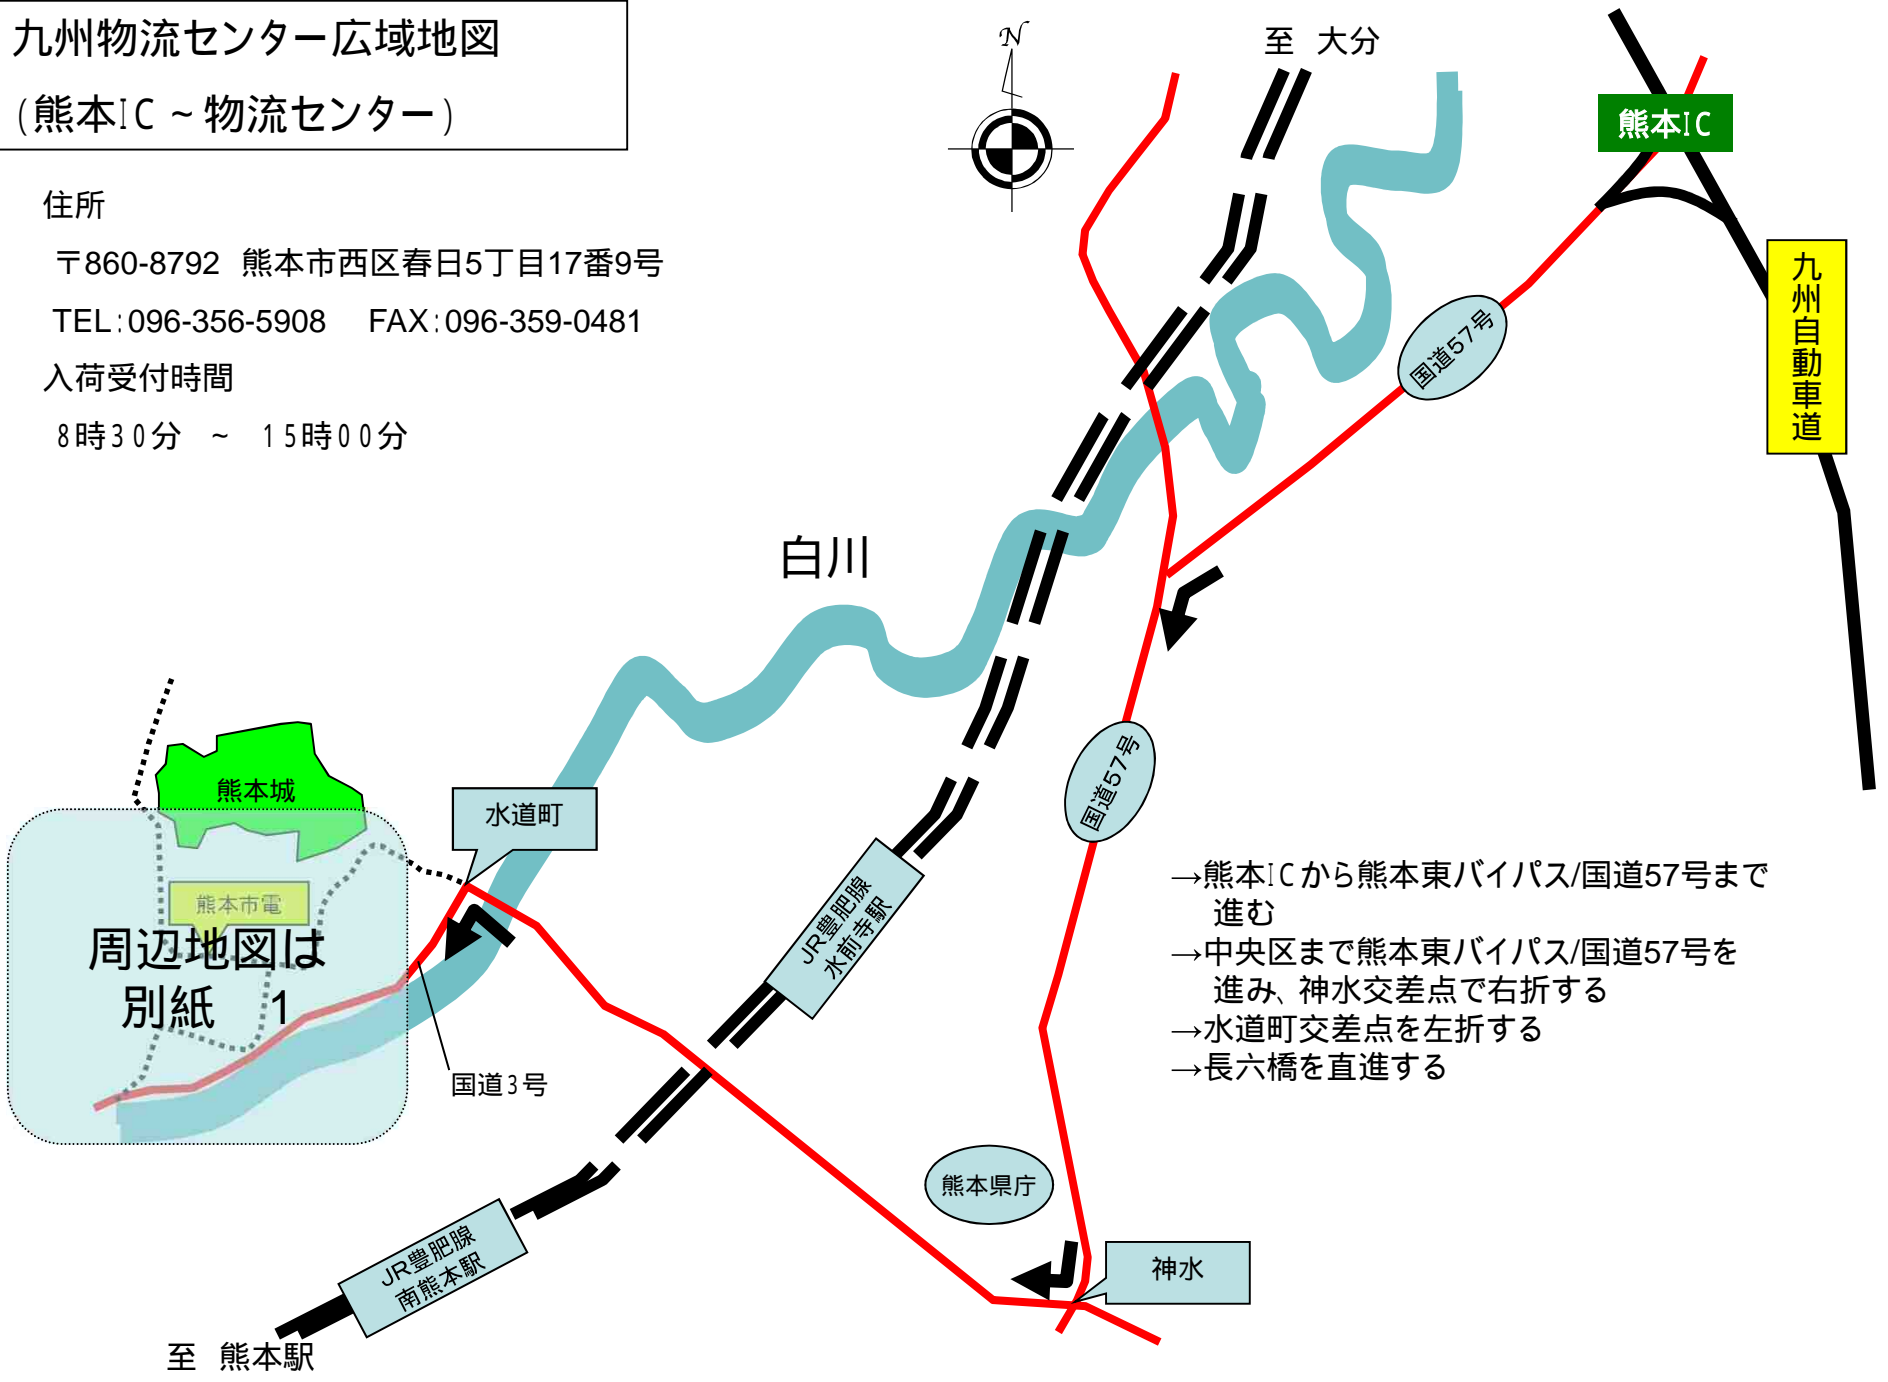 九州物流センター広域地図
(熊本IC ~ 物流センター)
住所
〒860-8792 熊本市西区春日5丁目17番9号
TEL:096-356-5908 FAX:096-359-0481
入荷受付時間
8時30分 ~ 15時00分
N
至 大分
熊本IC
九州自動車道
国道57号
白川
国道57号
熊本城
水道町
熊本市電
周辺地図は
別紙 1
国道3号
JR豊肥腺
水前寺駅
→熊本ICから熊本東バイパス/国道57号まで
進む
→中央区まで熊本東バイパス/国道57号を
進み、神水交差点で右折する
→水道町交差点を左折する
→長六橋を直進する
熊本県庁
神水
JR豊肥腺
南熊本駅
至 熊本駅